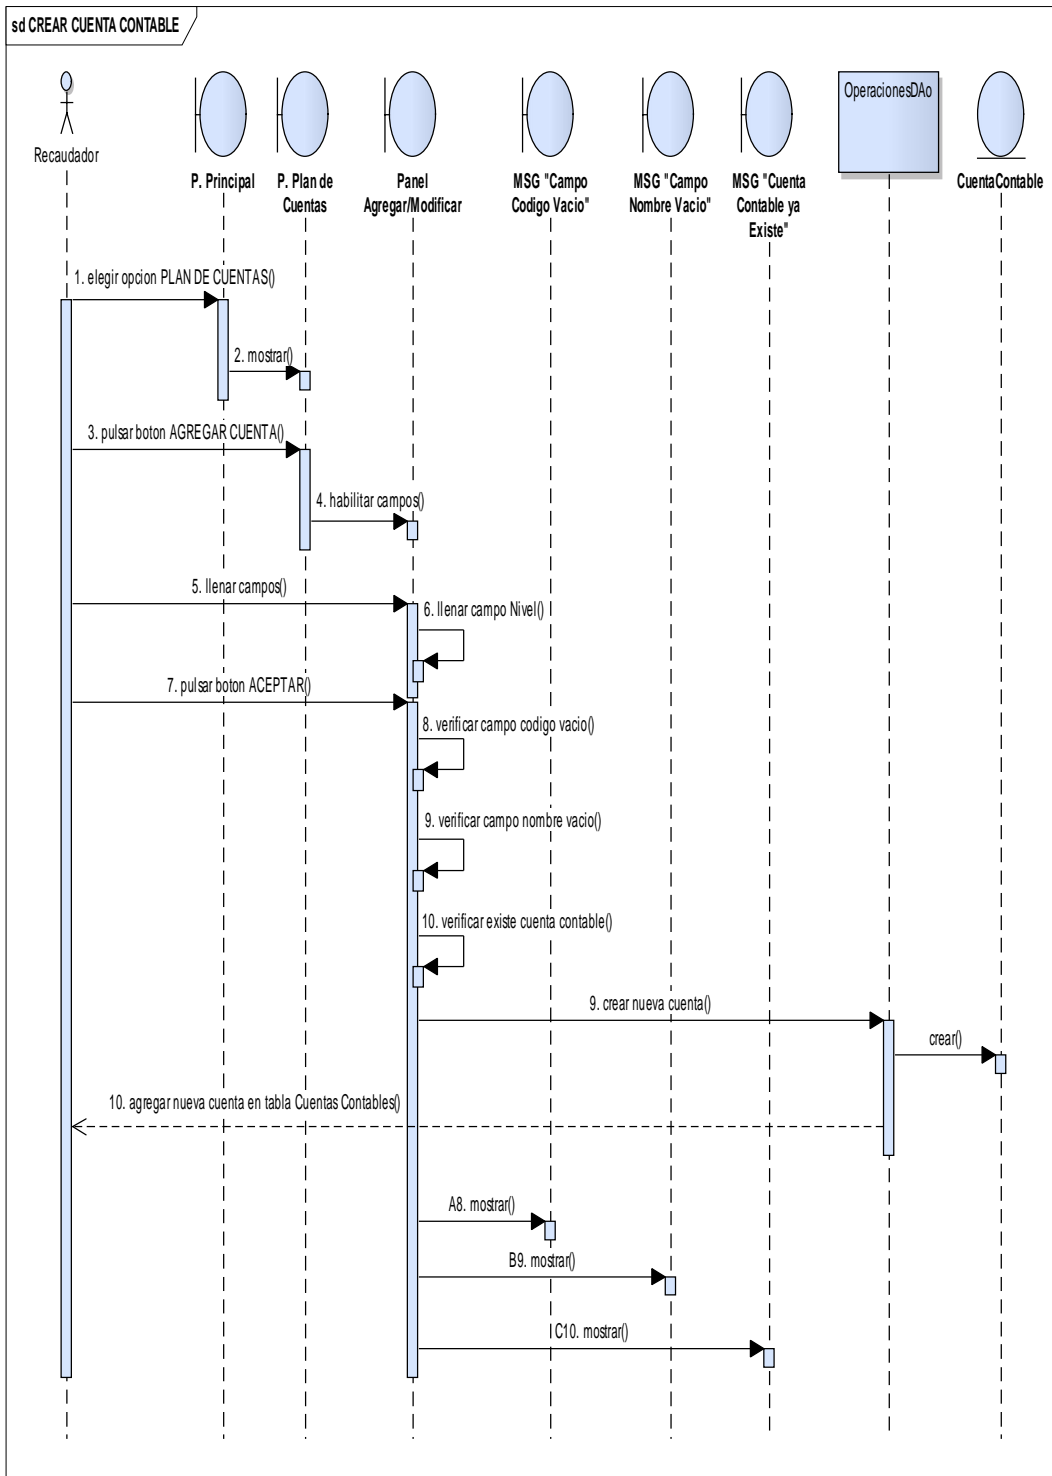 sd CREAR CUENTA CONTABLE
Recaudador
P. Principal
P. Plan de
Cuentas
Panel
Agregar/Modificar
MSG "Campo
Codigo Vacio"
MSG "Campo
Nombre Vacio"
MSG "Cuenta
Contable ya
Existe"
OperacionesDAo
CuentaContable
1. elegir opcion PLAN DE CUENTAS()
2. mostrar()
3. pulsar boton AGREGAR CUENTA()
4. habilitar campos()
5. llenar campos()
6. llenar campo Nivel()
7. pulsar boton ACEPTAR()
8. verificar campo codigo vacio()
9. verificar campo nombre vacio()
10. verificar existe cuenta contable()
9. crear nueva cuenta()
crear()
10. agregar nueva cuenta en tabla Cuentas Contables()
A8. mostrar()
B9. mostrar()
C10. mostrar()